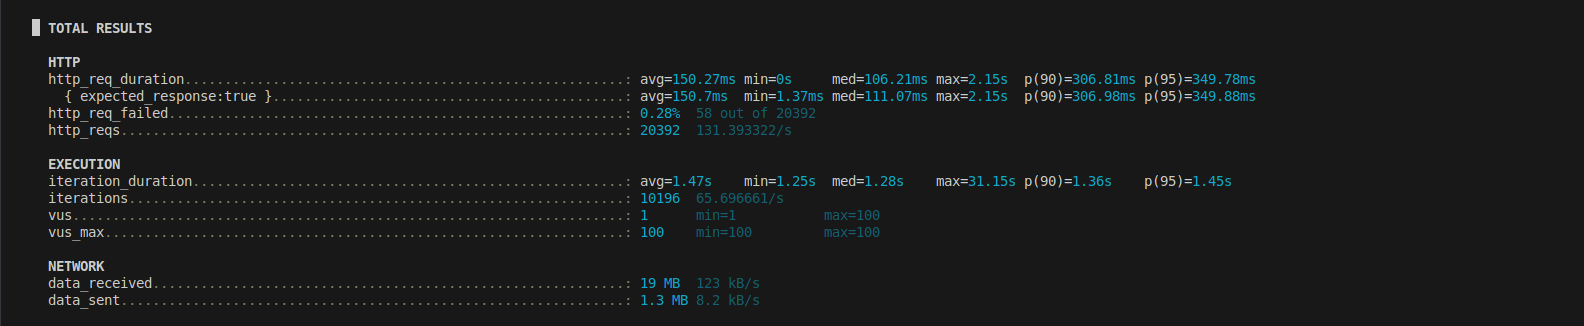 TOTAL RESULTS
HTTP
http_req_duration.......................................................: avg=150.27ms min=0s     med=106.21ms max=2.15s  p(90)=306.81ms p(95)=349.78ms
  { expected_response:true }............................................: avg=150.7ms  min=1.37ms med=111.07ms max=2.15s  p(90)=306.98ms p(95)=349.88ms
http_req_failed.........................................................: 0.28%  58 out of 20392
http_reqs...............................................................: 20392  131.393322/s
EXECUTION
iteration_duration......................................................: avg=1.47s    min=1.25s  med=1.28s    max=31.15s p(90)=1.36s    p(95)=1.45s
iterations..............................................................: 10196  65.696661/s
vus.....................................................................: 1      min=1           max=100
vus_max.................................................................: 100    min=100         max=100
NETWORK
data_received...........................................................: 19 MB  123 kB/s
data_sent...............................................................: 1.3 MB 8.2 kB/s